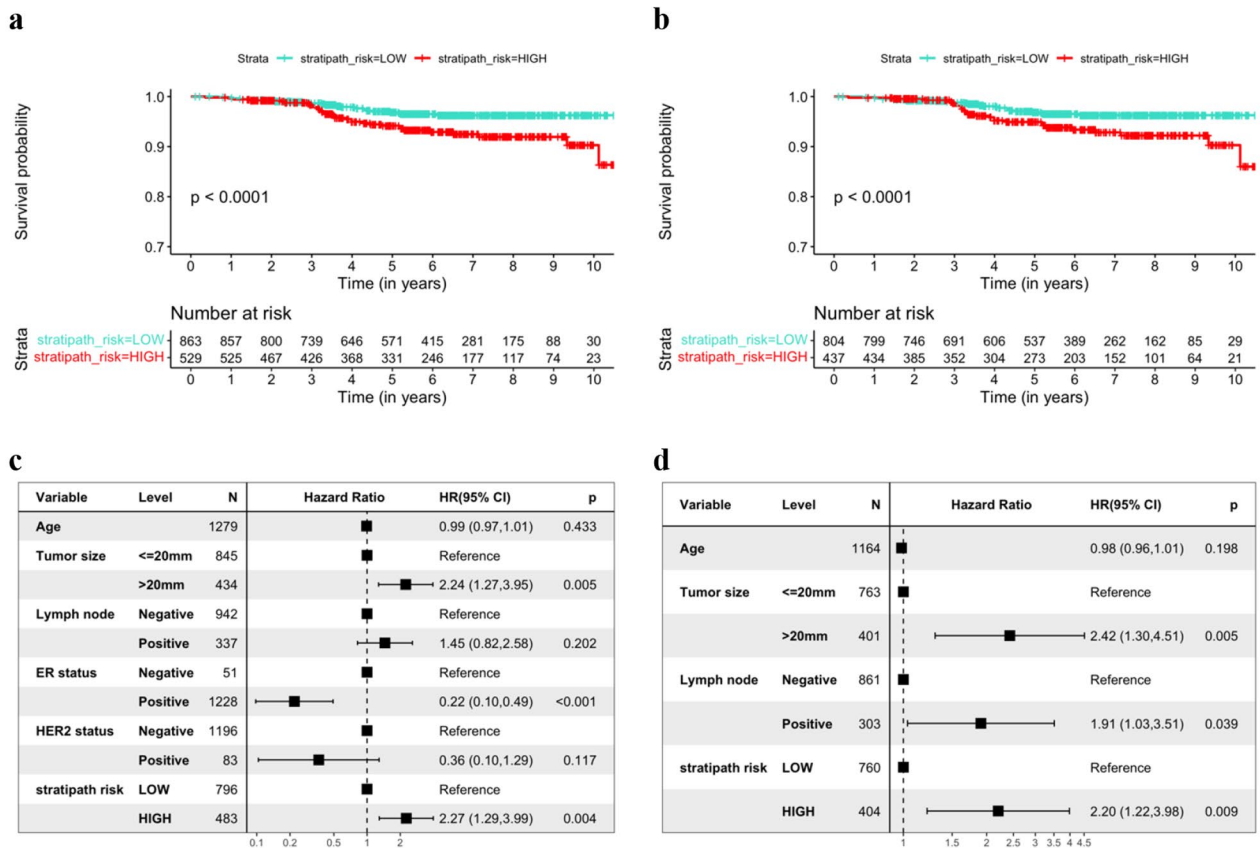 a
Strata stratipath_risk=LOW stratipath_risk=HIGH
Survival probability
1.0
0.9
0.8
0.7
p < 0.0001
0 1 2 3 4 5 6 7 8 9 10
Time (in years)
Number at risk
Strata
stratipath_risk=LOW 863 857 800 739 646 571 415 281 175 88 30
stratipath_risk=HIGH 529 525 467 426 368 331 246 177 117 74 23
0 1 2 3 4 5 6 7 8 9 10
Time (in years)
b
Strata stratipath_risk=LOW stratipath_risk=HIGH
Survival probability
1.0
0.9
0.8
0.7
p < 0.0001
0 1 2 3 4 5 6 7 8 9 10
Time (in years)
Number at risk
Strata
stratipath_risk=LOW 804 799 746 691 606 537 389 262 162 85 29
stratipath_risk=HIGH 437 434 385 352 304 273 203 152 101 64 21
0 1 2 3 4 5 6 7 8 9 10
Time (in years)
c
Variable Level N Hazard Ratio HR(95% CI) p
Age 1279 0.99 (0.97,1.01) 0.433
Tumor size <=20mm 845 Reference
>20mm 434 2.24 (1.27,3.95) 0.005
Lymph node Negative 942 Reference
Positive 337 1.45 (0.82,2.58) 0.202
ER status Negative 51 Reference
Positive 1228 0.22 (0.10,0.49) <0.001
HER2 status Negative 1196 Reference
Positive 83 0.36 (0.10,1.29) 0.117
stratipath risk LOW 796 Reference
HIGH 483 2.27 (1.29,3.99) 0.004
0.1 0.2 0.5 1 2
d
Variable Level N Hazard Ratio HR(95% CI) p
Age 1164 0.98 (0.96,1.01) 0.198
Tumor size <=20mm 763 Reference
>20mm 401 2.42 (1.30,4.51) 0.005
Lymph node Negative 861 Reference
Positive 303 1.91 (1.03,3.51) 0.039
stratipath risk LOW 760 Reference
HIGH 404 2.20 (1.22,3.98) 0.009
1 1.5 2 2.5 3 3.5 4 4.5